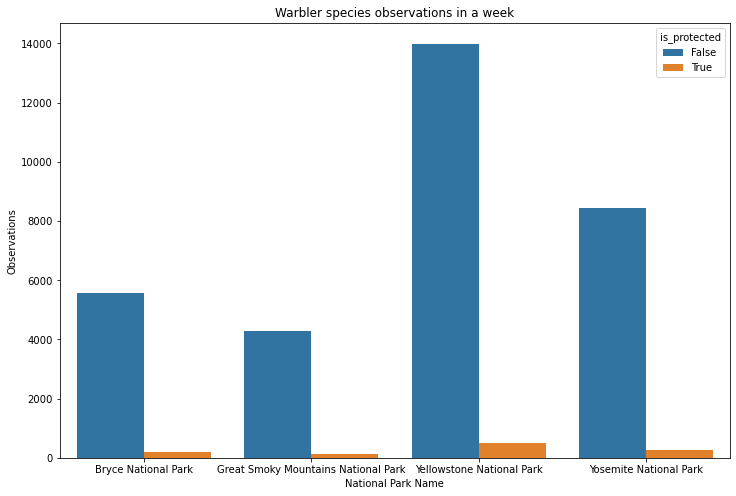 Warbler species observations in a week
is_protected
False
True
14000
12000
10000
8000
6000
4000
2000
0
Observations
Bryce National Park
Great Smoky Mountains National Park
Yellowstone National Park
Yosemite National Park
National Park Name